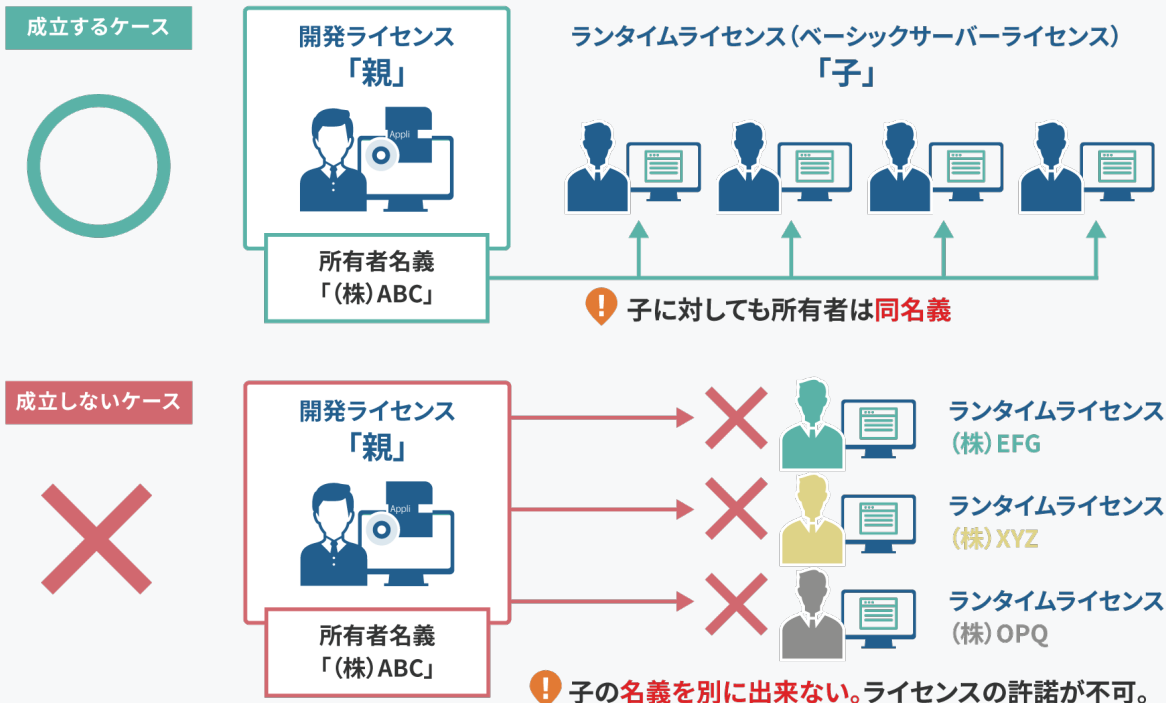 成立するケース
開発ライセンス
「親」
Appli
所有者名義
「(株)ABC」
ランタイムライセンス(ベーシックサーバーライセンス)
「子」
子に対しても所有者は同名義
成立しないケース
開発ライセンス
「親」
Appli
所有者名義
「(株)ABC」
ランタイムライセンス
(株)EFG
ランタイムライセンス
(株)XYZ
ランタイムライセンス
(株)OPQ
子の名義を別に出来ない。ライセンスの許諾が不可。